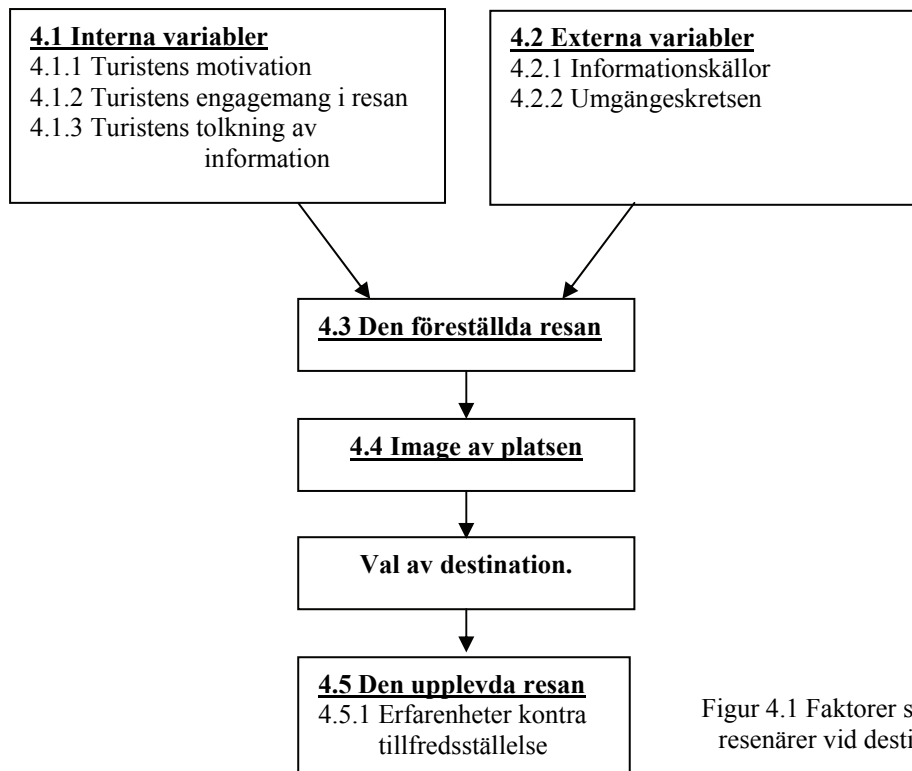 4.1 Interna variabler
4.1.1 Turistens motivation
4.1.2 Turistens engagemang i resan
4.1.3 Turistens tolkning av
information
4.2 Externa variabler
4.2.1 Informationskällor
4.2.2 Umgängeskretsen
4.3 Den föreställda resan
4.4 Image av platsen
Val av destination.
4.5 Den upplevda resan
4.5.1 Erfarenheter kontra
tillfredsställelse
Figur 4.1 Faktorer
resenärer vid